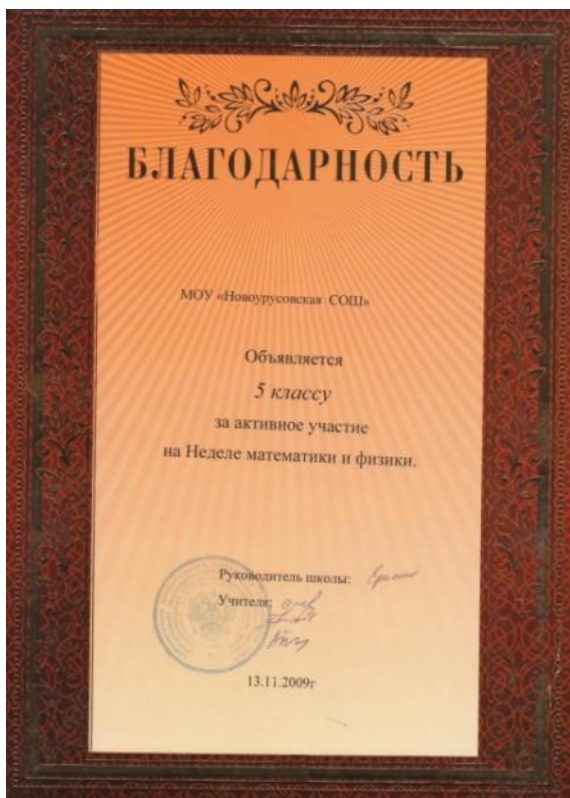 БЛАГОДАРНОСТЬ
МОУ «Новоурусовская СОШ»
Объявляется
5 классу
за активное участие
на Неделе математики и физики.
Руководитель школы:
Учителя:
13.11.2009г